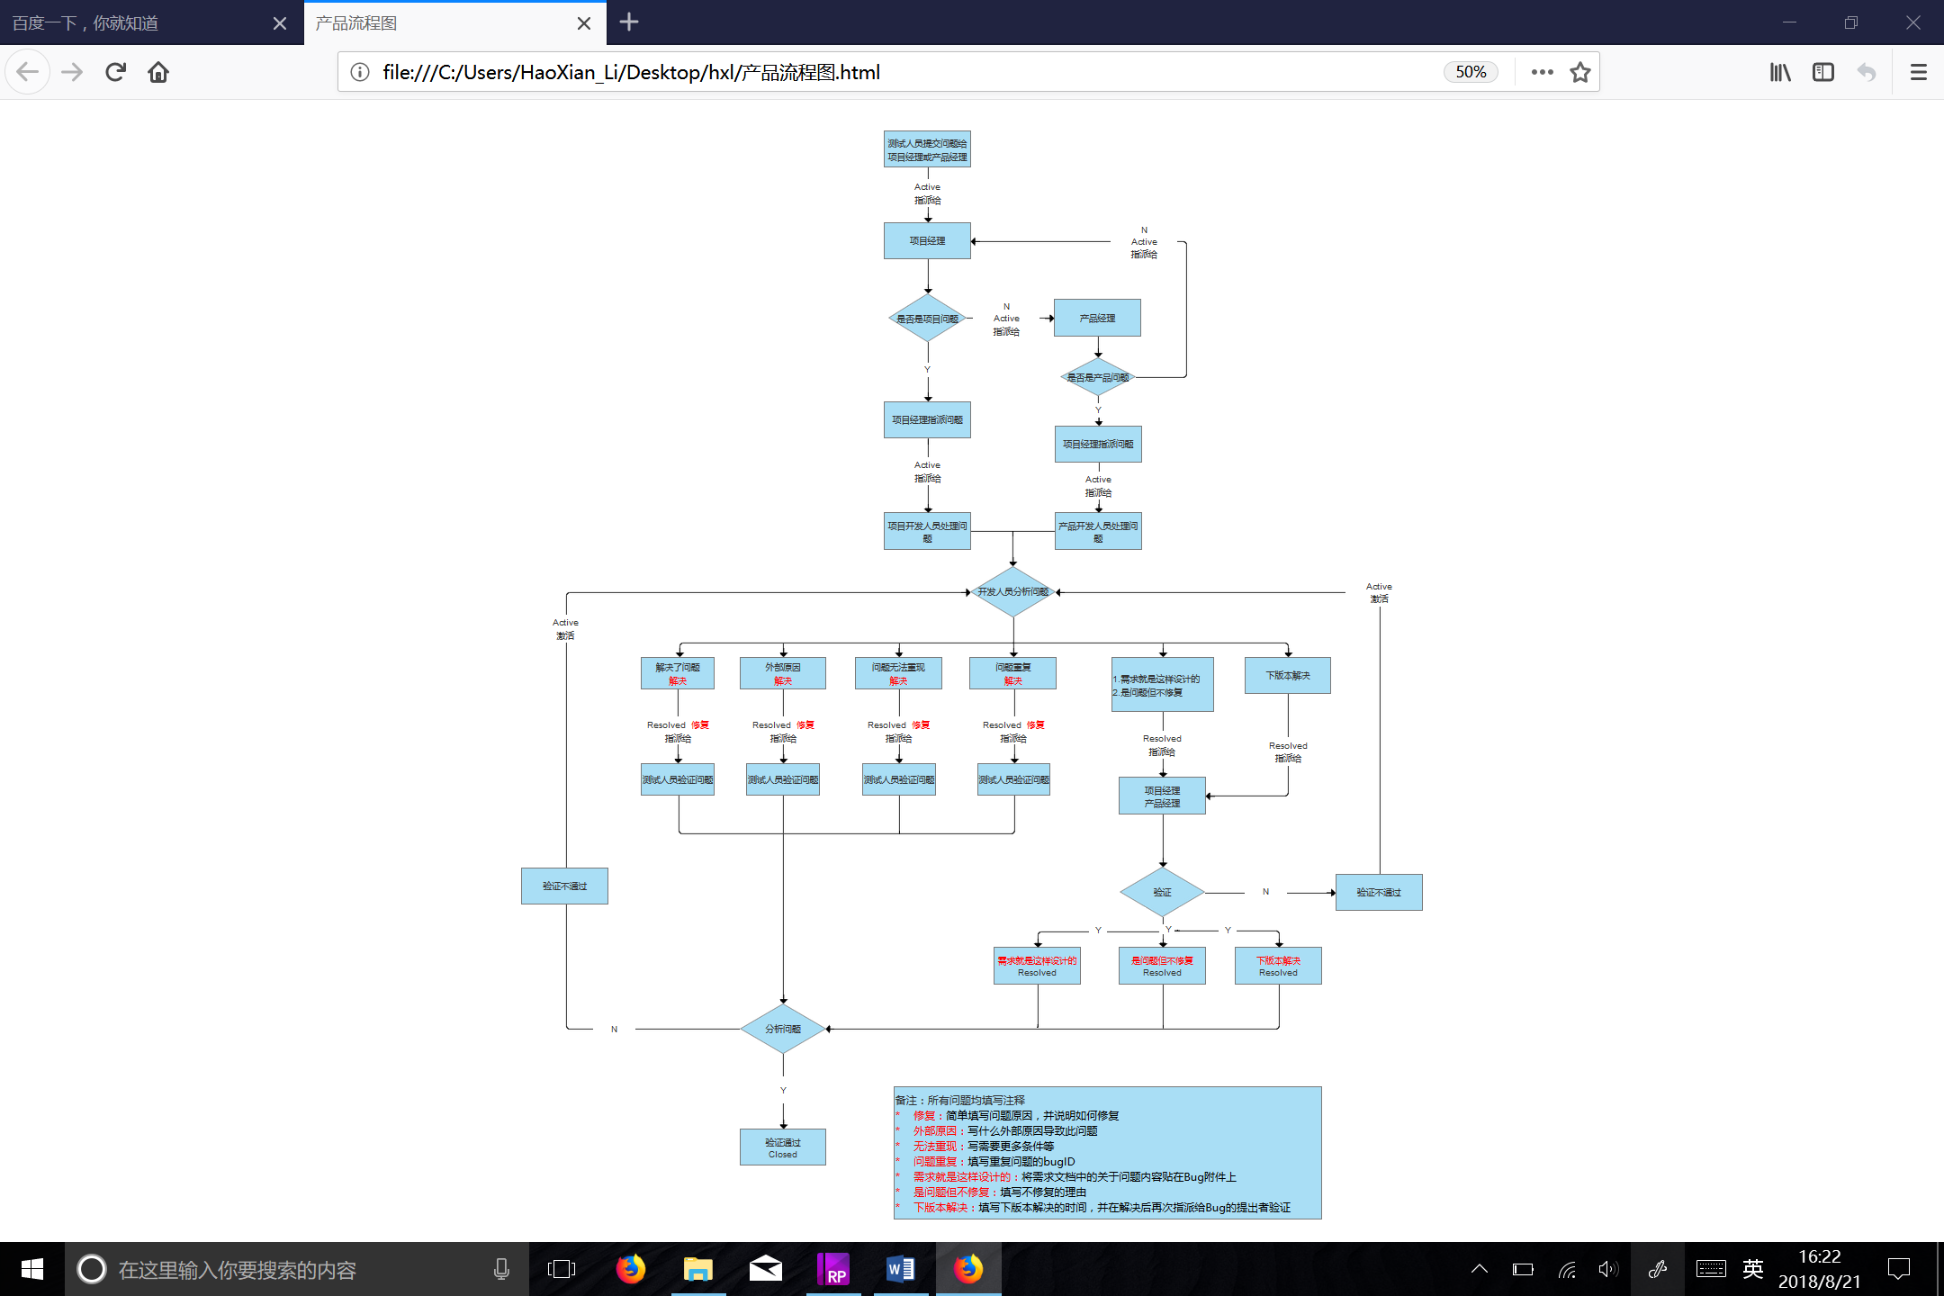 百度一下，你就知道
产品流程图
file:///C:/Users/HaoXian_Li/Desktop/hxl/产品流程图.html
50%
测试人员提交问题给
项目经理或产品经理
Active
指派给
项目经理
N
Active
指派给
是否是项目问题
N
Active
指派给
产品经理
是否是产品问题
Y
Y
项目经理指派问题
项目经理指派问题
Active
指派给
Active
指派给
项目开发人员处理问
题
产品开发人员处理问
题
开发人员分析问题
Active
激活
Active
激活
解决了问题
解决
外部原因
解决
问题无法重现
解决
问题重复
解决
1.需求就是这样设计的
2.是问题但不修复
下版本解决
Resolved 修复
指派给
Resolved 修复
指派给
Resolved 修复
指派给
Resolved 修复
指派给
Resolved
指派给
Resolved
指派给
测试人员验证问题
测试人员验证问题
测试人员验证问题
测试人员验证问题
项目经理
产品经理
验证不通过
验证
N
验证不通过
Y
Y
Y
需求就是这样设计的
Resolved
是问题但不修复
Resolved
下版本解决
Resolved
N
分析问题
Y
验证通过
Closed
备注：所有问题均填写注释
* 修复：简单填写问题原因，并说明如何修复
* 外部原因：写什么外部原因导致此问题
* 无法重现：写需要更多条件等
* 问题重复：填写重复问题的bugID
* 需求就是这样设计的：将需求文档中的关于问题内容贴在Bug附件上
* 是问题但不修复：填写不修复的理由
* 下版本解决：填写下版本解决的时间，并在解决后再次指派给Bug的提出者验证
在这里输入你要搜索的内容
RP
W
英
16:22
2018/8/21